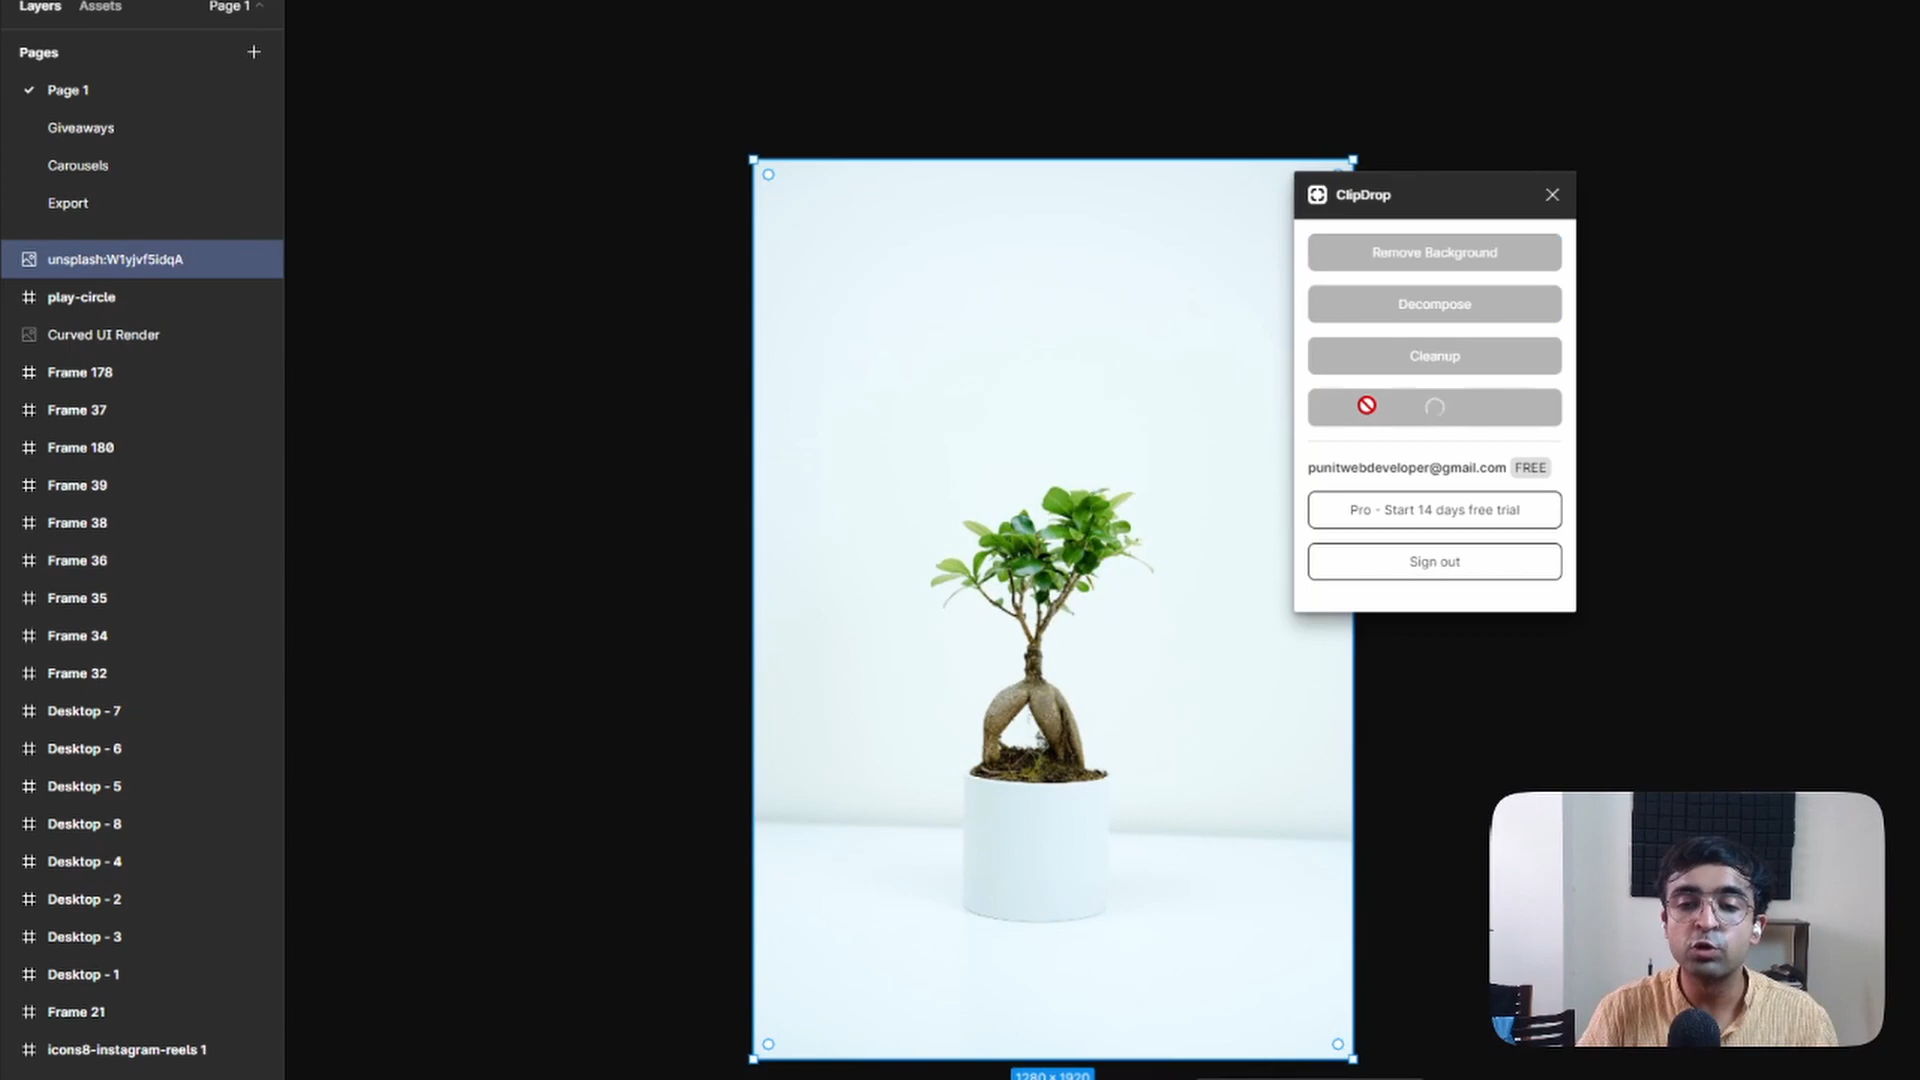 Layers Assets Page 1
Pages
Page 1
Giveaways
Carousels
Export
unsplash:W1yjvf5idqA
play-circle
Curved UI Render
Frame 178
Frame 37
Frame 180
Frame 39
Frame 38
Frame 36
Frame 35
Frame 34
Frame 32
Desktop - 7
Desktop - 6
Desktop - 5
Desktop - 8
Desktop - 4
Desktop - 2
Desktop - 3
Desktop - 1
Frame 21
icons8-instagram-reels 1
1280 × 1920
ClipDrop
Remove Background
Decompose
Cleanup
punitwebdeveloper@gmail.com FREE
Pro - Start 14 days free trial
Sign out